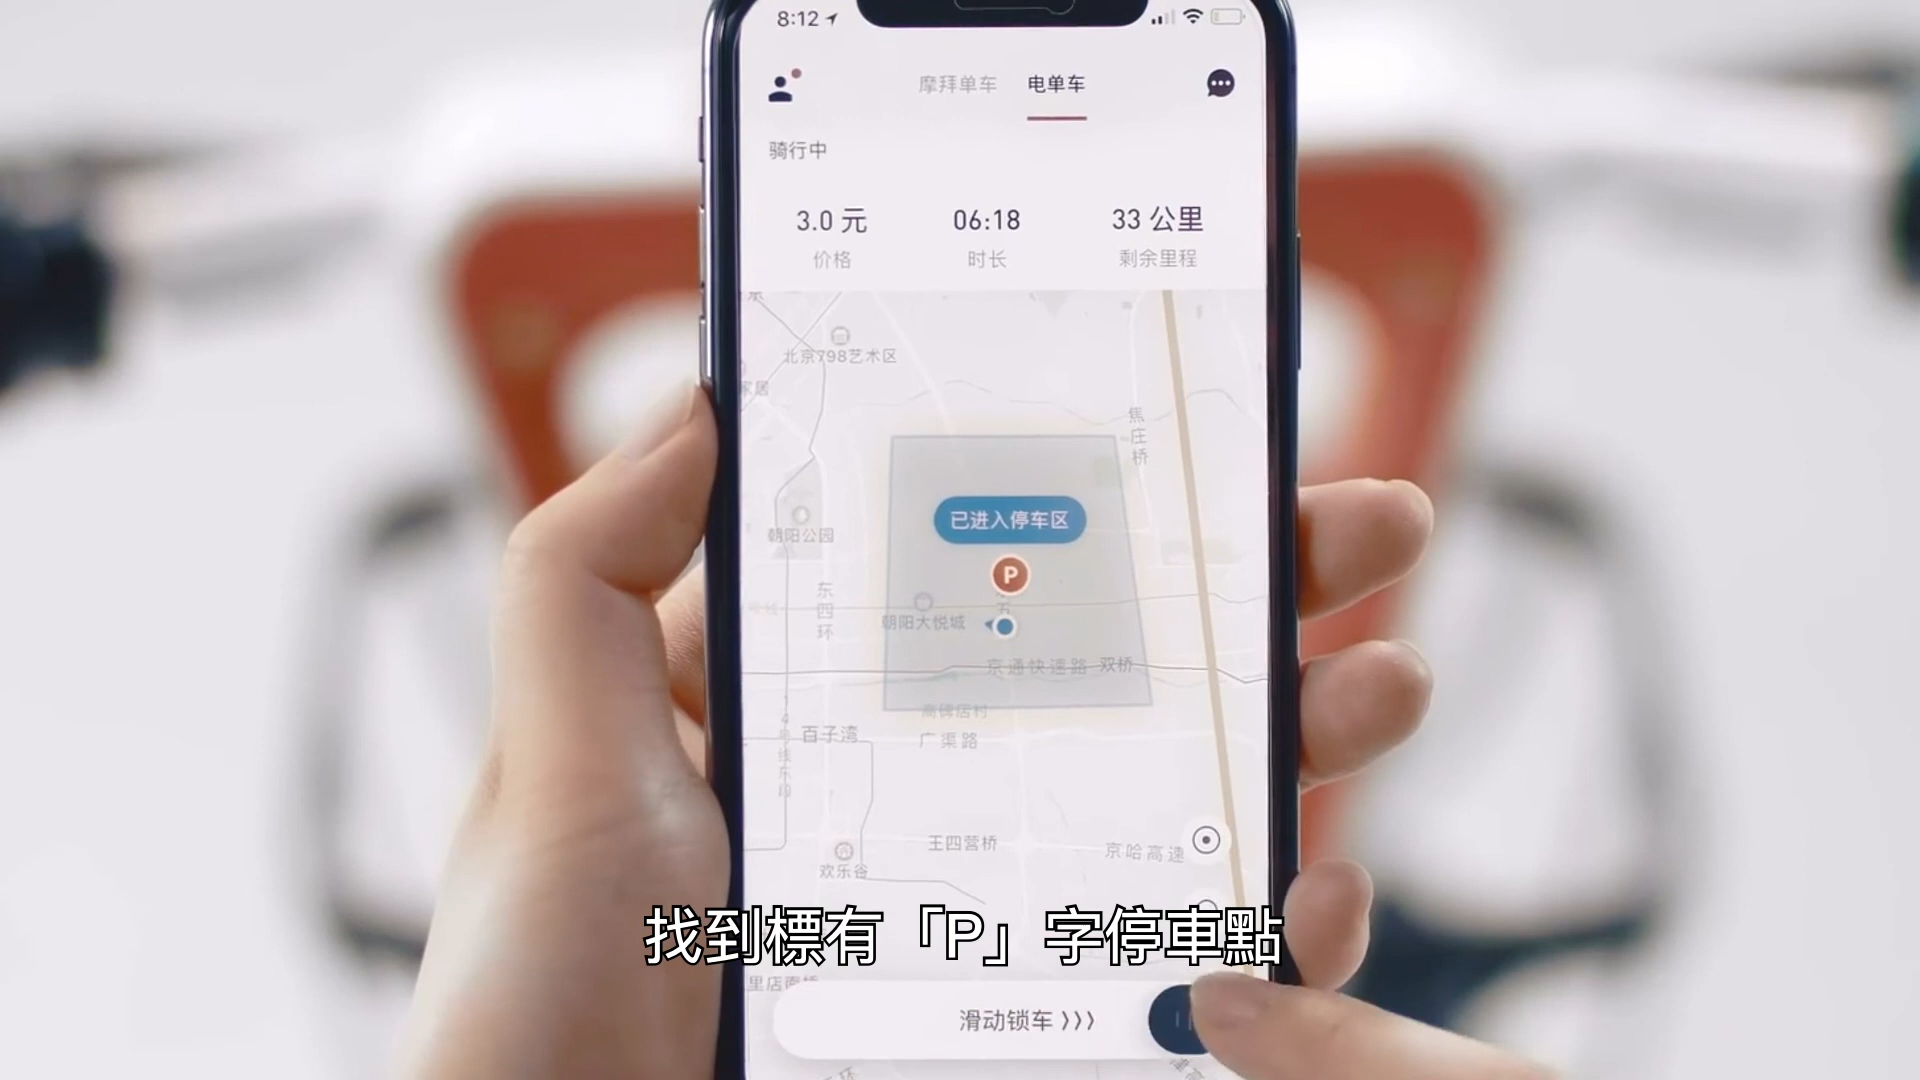 8:12
摩拜单车 电单车
骑行中
3.0 元 06:18 33 公里
价格 时长 剩余里程
北京798艺术区
家居
焦庄桥
已进入停车区
P
朝阳公园
东四环
朝阳大悦城
京通快速路 双桥
高碑店村
百子湾
广渠路
王四营桥
京哈高速
欢乐谷
找到標有「P」字停車點
滑动锁车